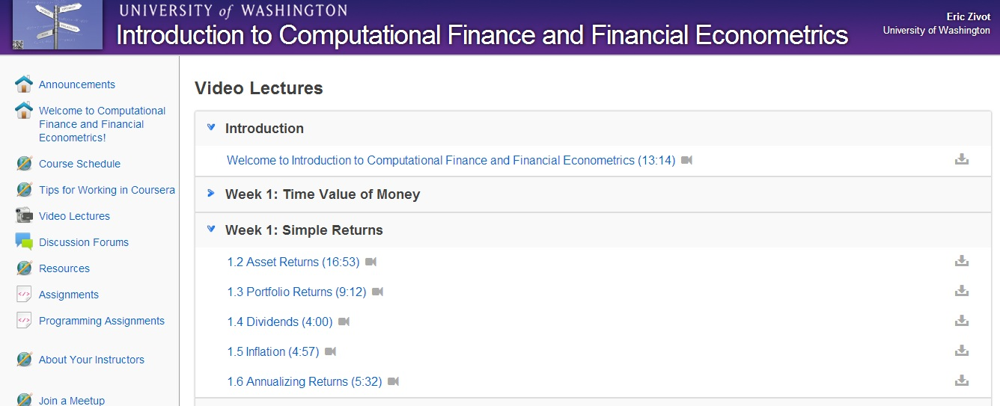 UNIVERSITY of WASHINGTON
Introduction to Computational Finance and Financial Econometrics
Eric Zivot
University of Washington
Announcements
Welcome to Computational
Finance and Financial
Econometrics!
Course Schedule
Tips for Working in Coursera
Video Lectures
Discussion Forums
Resources
Assignments
Programming Assignments
About Your Instructors
Join a Meetup
Video Lectures
Introduction
Welcome to Introduction to Computational Finance and Financial Econometrics (13:14)
Week 1: Time Value of Money
Week 1: Simple Returns
1.2 Asset Returns (16:53)
1.3 Portfolio Returns (9:12)
1.4 Dividends (4:00)
1.5 Inflation (4:57)
1.6 Annualizing Returns (5:32)